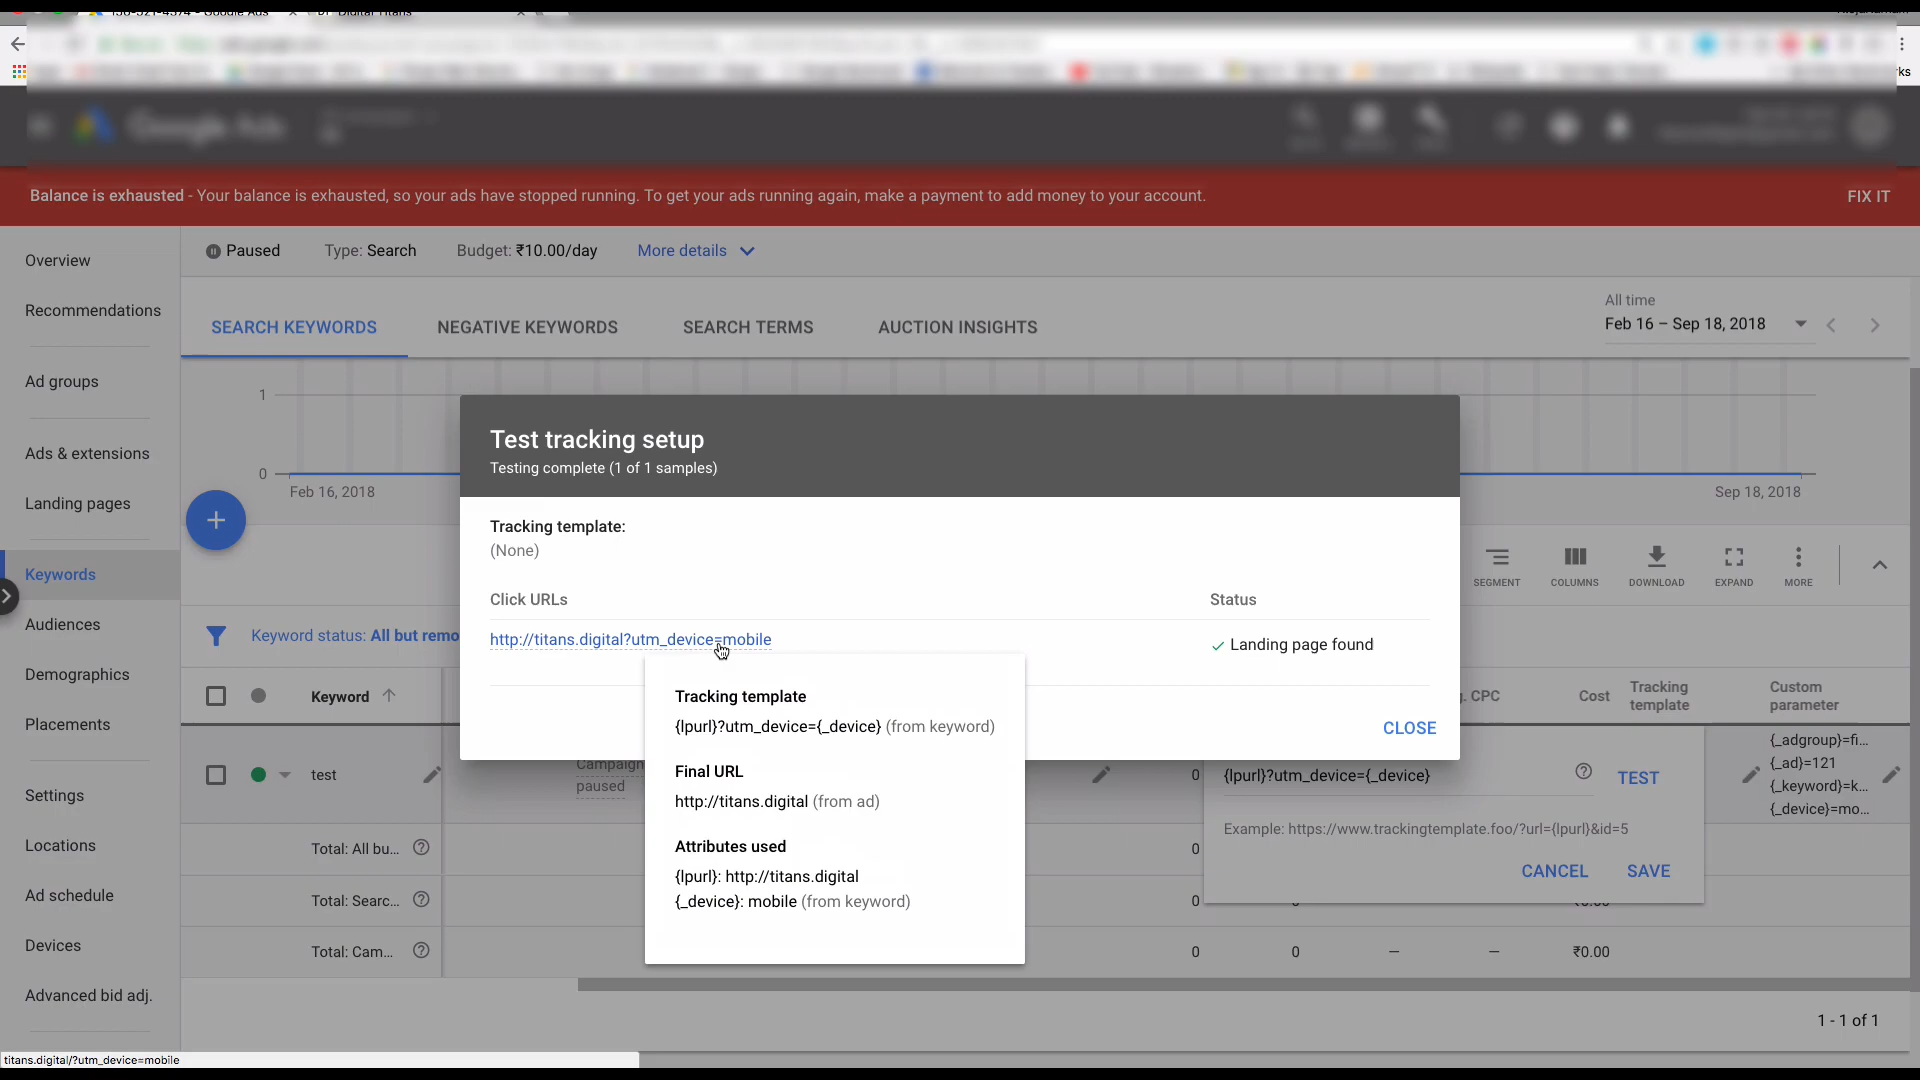 Balance is exhausted - Your balance is exhausted, so your ads have stopped running. To get your ads running again, make a payment to add money to your account.
FIX IT
Overview
Recommendations
Ad groups
Ads & extensions
Landing pages
Keywords
Audiences
Demographics
Placements
Settings
Locations
Ad schedule
Devices
Advanced bid adj.
Paused
Type: Search
Budget: ₹10.00/day
More details
SEARCH KEYWORDS
NEGATIVE KEYWORDS
SEARCH TERMS
AUCTION INSIGHTS
All time
Feb 16 – Sep 18, 2018
1
0
Feb 16, 2018
Sep 18, 2018
Test tracking setup
Testing complete (1 of 1 samples)
Tracking template:
(None)
Click URLs
Status
http://titans.digital?utm_device=mobile
Landing page found
CLOSE
Tracking template
{lpurl}?utm_device={_device} (from keyword)
Final URL
http://titans.digital (from ad)
Attributes used
{lpurl}: http://titans.digital
{_device}: mobile (from keyword)
SEGMENT
COLUMNS
DOWNLOAD
EXPAND
MORE
Keyword status: All but remo
Keyword
CPC
Cost
Tracking
template
Custom
parameter
test
Campaign
paused
0
{lpurl}?utm_device={_device}
TEST
Example: https://www.trackingtemplate.foo/?url={lpurl}&id=5
CANCEL
SAVE
{_adgroup}=fi...
{_ad}=121
{_keyword}=k...
{_device}=mo...
Total: All bu...
0
Total: Searc...
0
Total: Cam...
0
0
—
—
₹0.00
1 - 1 of 1
titans.digital/?utm_device=mobile